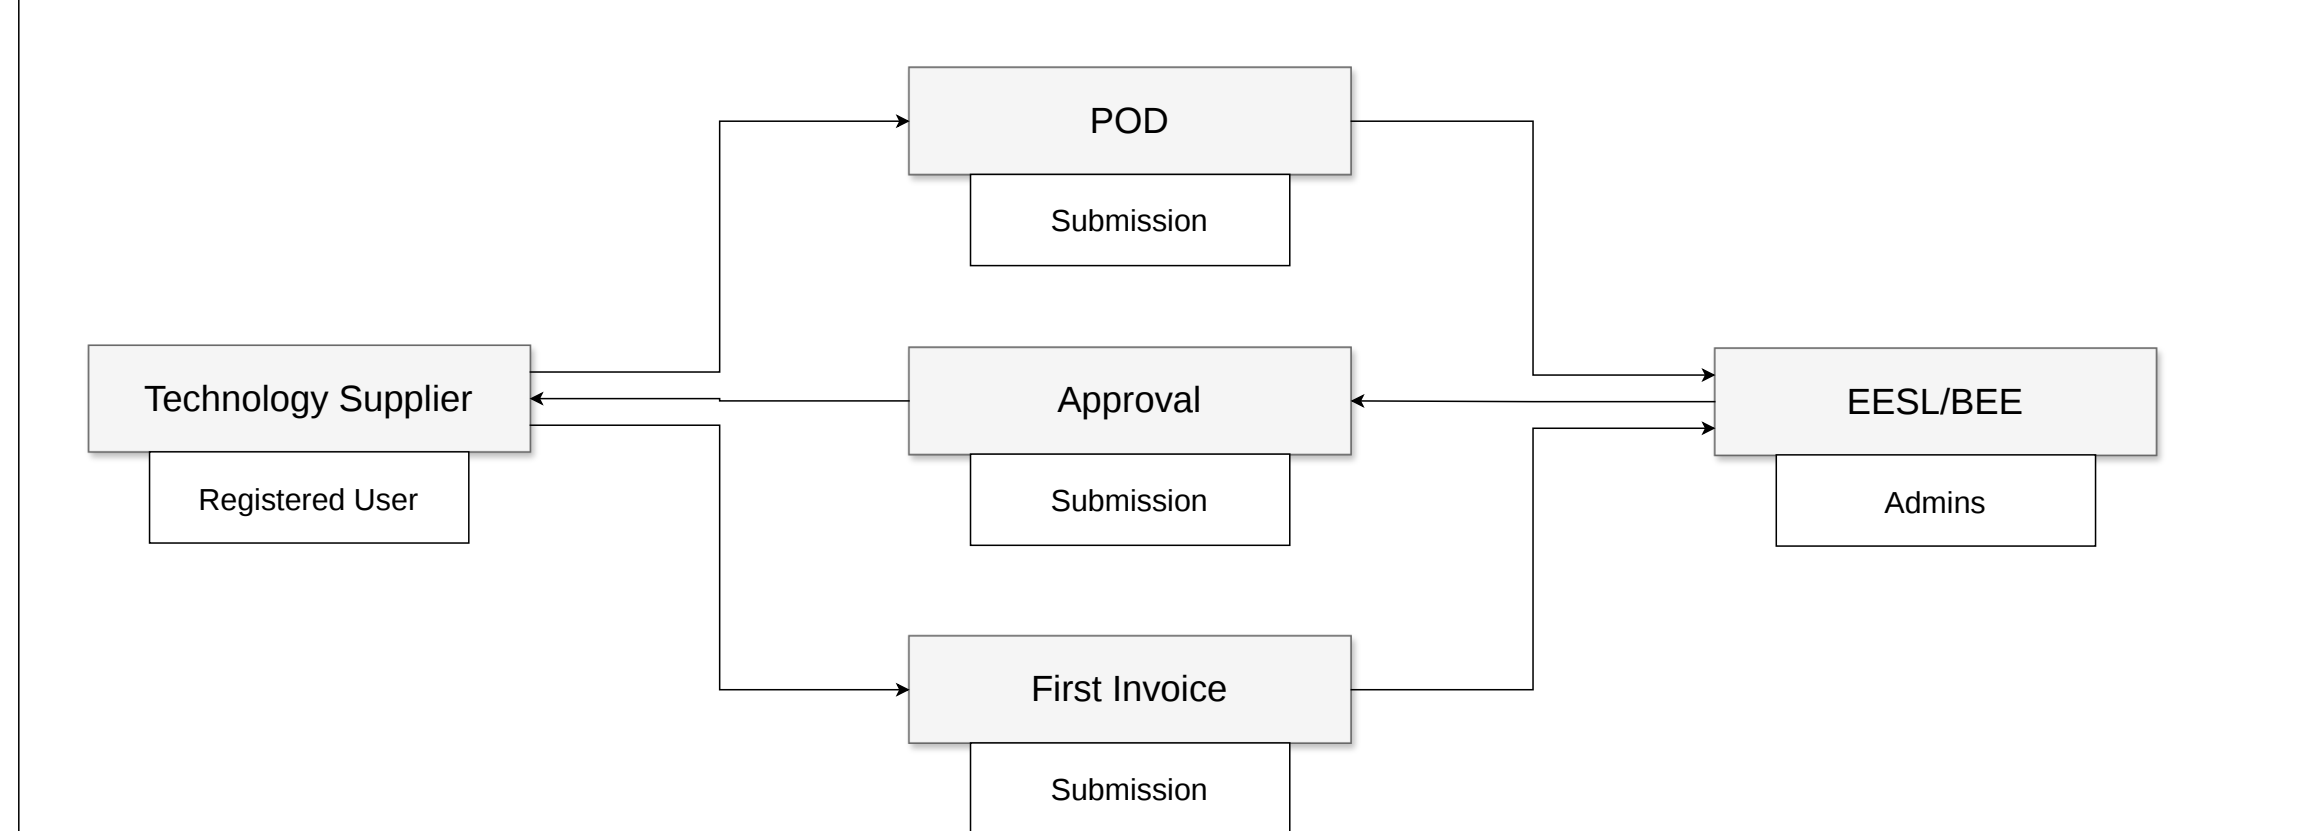 POD
Submission
Technology Supplier
Registered User
Approval
Submission
EESL/BEE
Admins
First Invoice
Submission